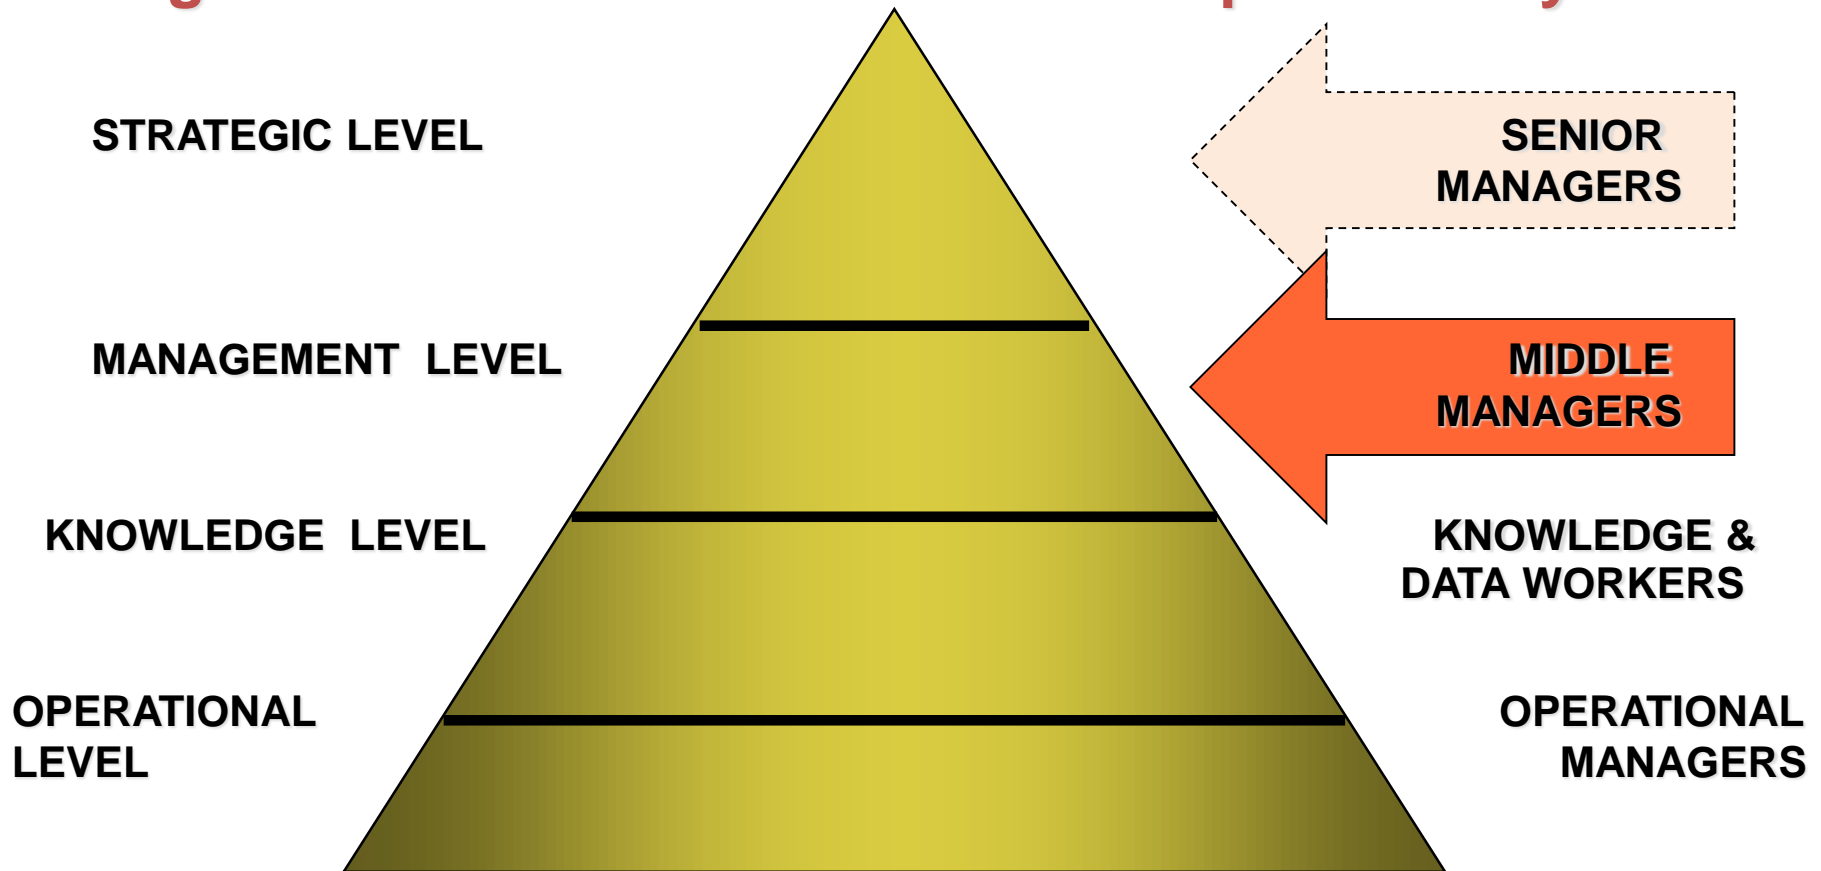 STRATEGIC LEVEL
SENIOR
MANAGERS
MANAGEMENT LEVEL
MIDDLE
MANAGERS
KNOWLEDGE LEVEL
KNOWLEDGE &
DATA WORKERS
OPERATIONAL
LEVEL
OPERATIONAL
MANAGERS